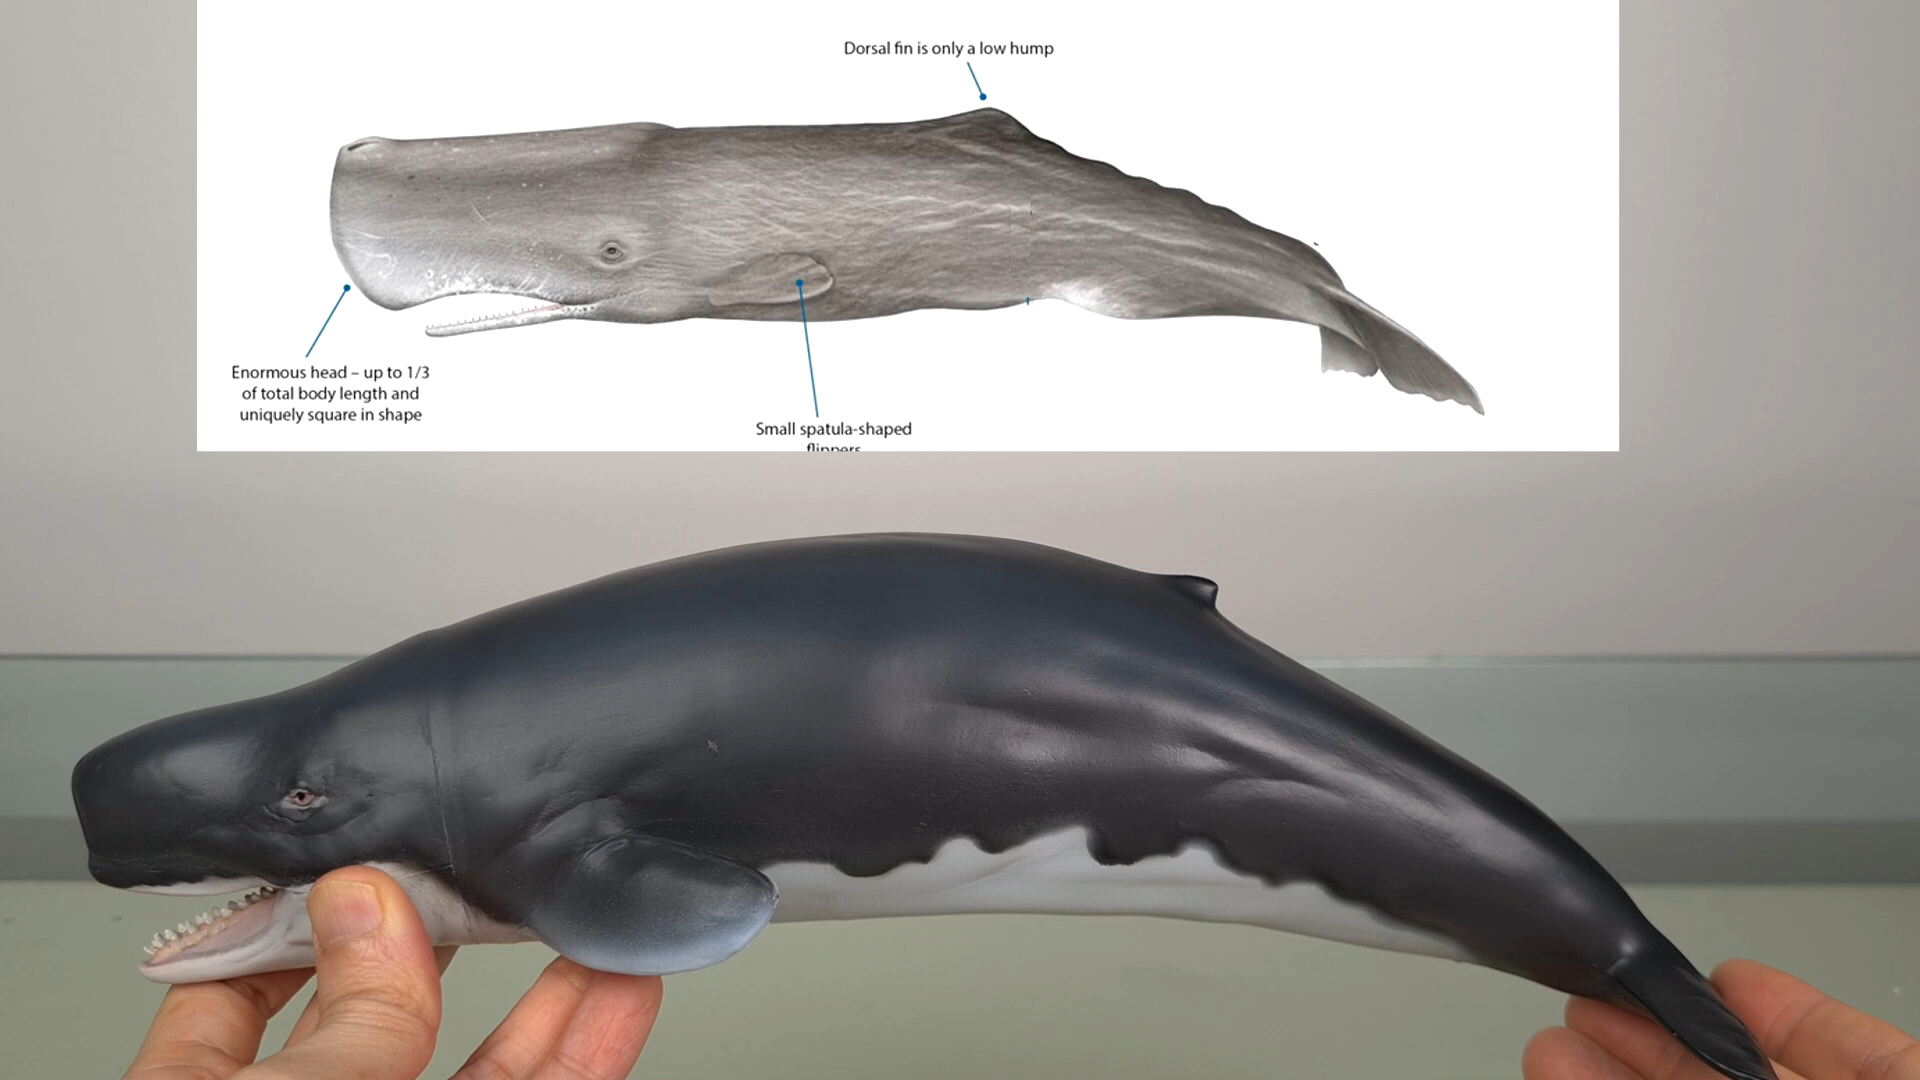 Dorsal fin is only a low hump
Enormous head – up to 1/3
of total body length and
uniquely square in shape
Small spatula-shaped
flippers